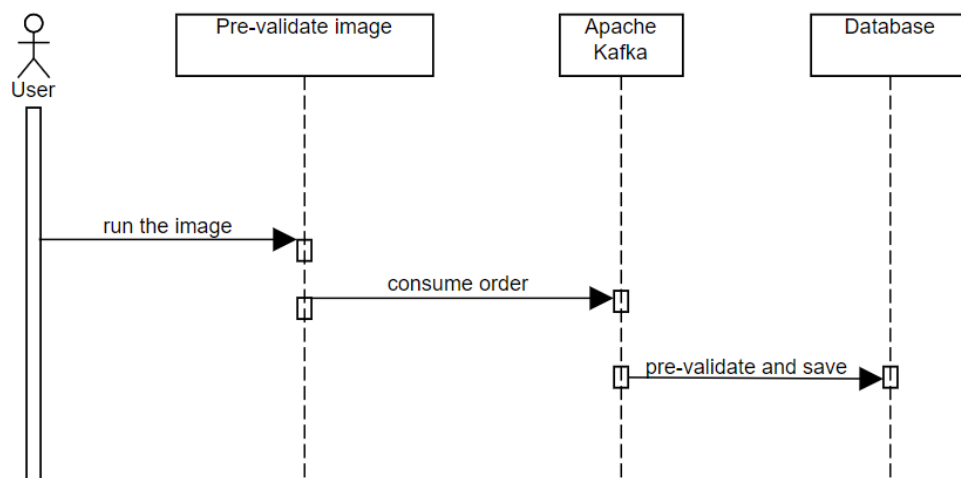 Pre-validate image
Apache
Kafka
Database
User
run the image
consume order
pre-validate and save